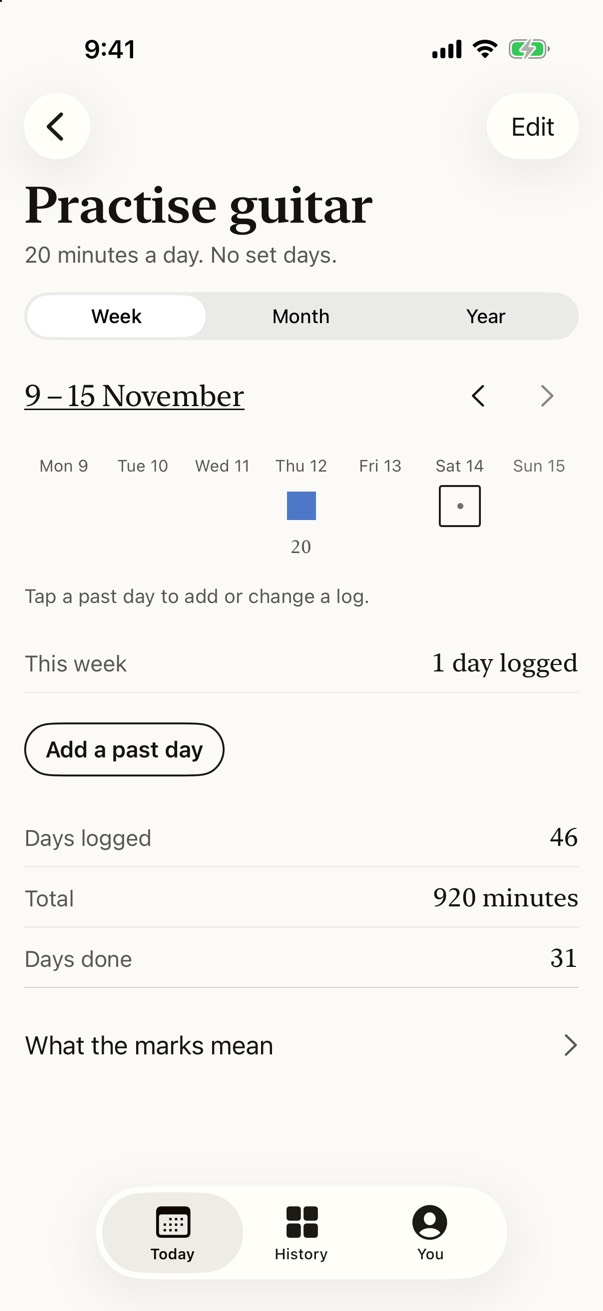 9:41
Edit
Practise guitar
20 minutes a day. No set days.
Week Month Year
9 – 15 November
Mon 9 Tue 10 Wed 11 Thu 12 Fri 13 Sat 14 Sun 15
20
Tap a past day to add or change a log.
This week 1 day logged
Add a past day
Days logged 46
Total 920 minutes
Days done 31
What the marks mean
Today History You